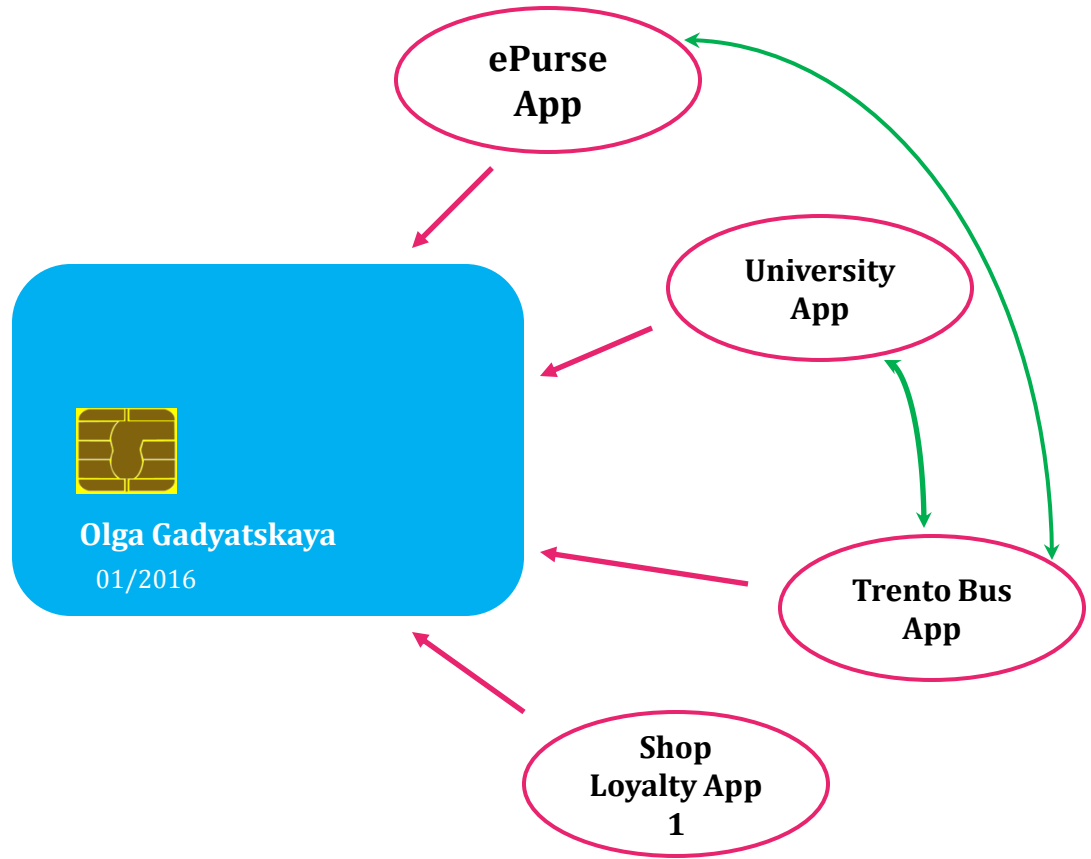 ePurse
App
University
App
Olga Gadyatskaya
01/2016
Trento Bus
App
Shop
Loyalty App
1